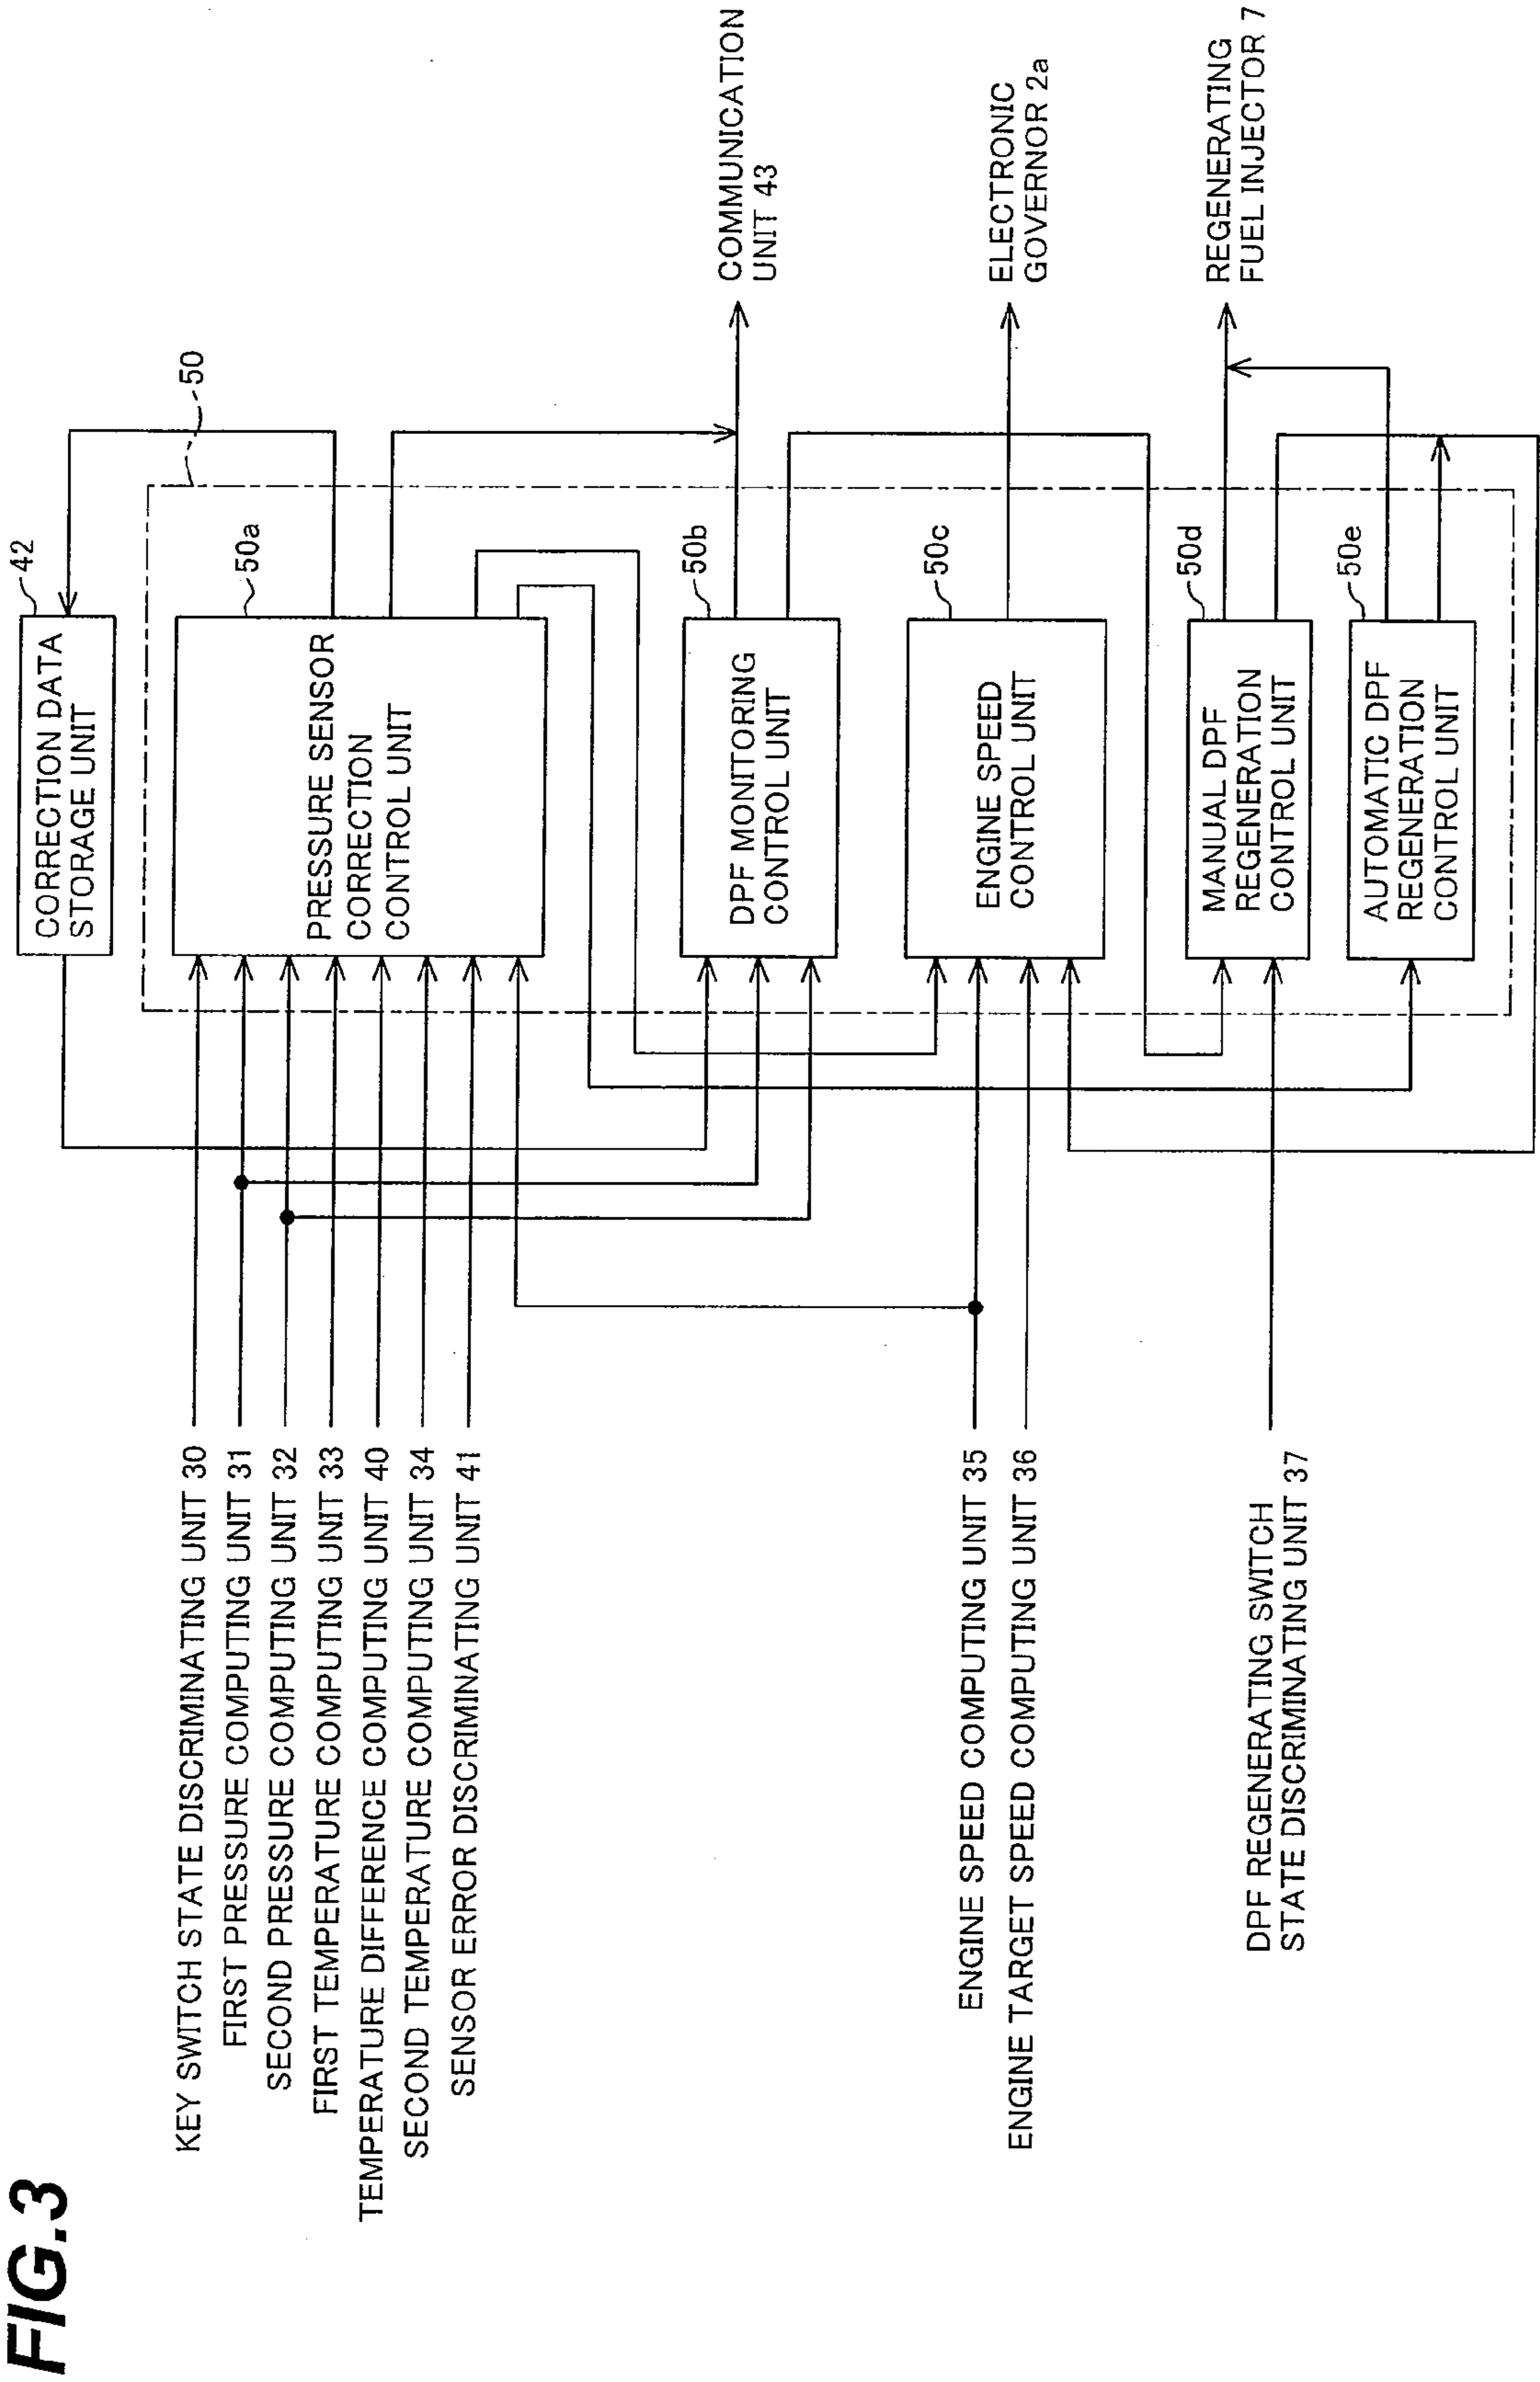 FIG.3
42
CORRECTION DATA
STORAGE UNIT
50
KEY SWITCH STATE DISCRIMINATING UNIT 30
FIRST PRESSURE COMPUTING UNIT 31
SECOND PRESSURE COMPUTING UNIT 32
FIRST TEMPERATURE COMPUTING UNIT 33
TEMPERATURE DIFFERENCE COMPUTING UNIT 40
SECOND TEMPERATURE COMPUTING UNIT 34
SENSOR ERROR DISCRIMINATING UNIT 41
50a
PRESSURE SENSOR
CORRECTION
CONTROL UNIT
50b
DPF MONITORING
CONTROL UNIT
COMMUNICATION
UNIT 43
ENGINE SPEED COMPUTING UNIT 35
ENGINE TARGET SPEED COMPUTING UNIT 36
50c
ENGINE SPEED
CONTROL UNIT
ELECTRONIC
GOVERNOR 2a
DPF REGENERATING SWITCH
STATE DISCRIMINATING UNIT 37
50d
MANUAL DPF
REGENERATION
CONTROL UNIT
REGENERATING
FUEL INJECTOR 7
50e
AUTOMATIC DPF
REGENERATION
CONTROL UNIT